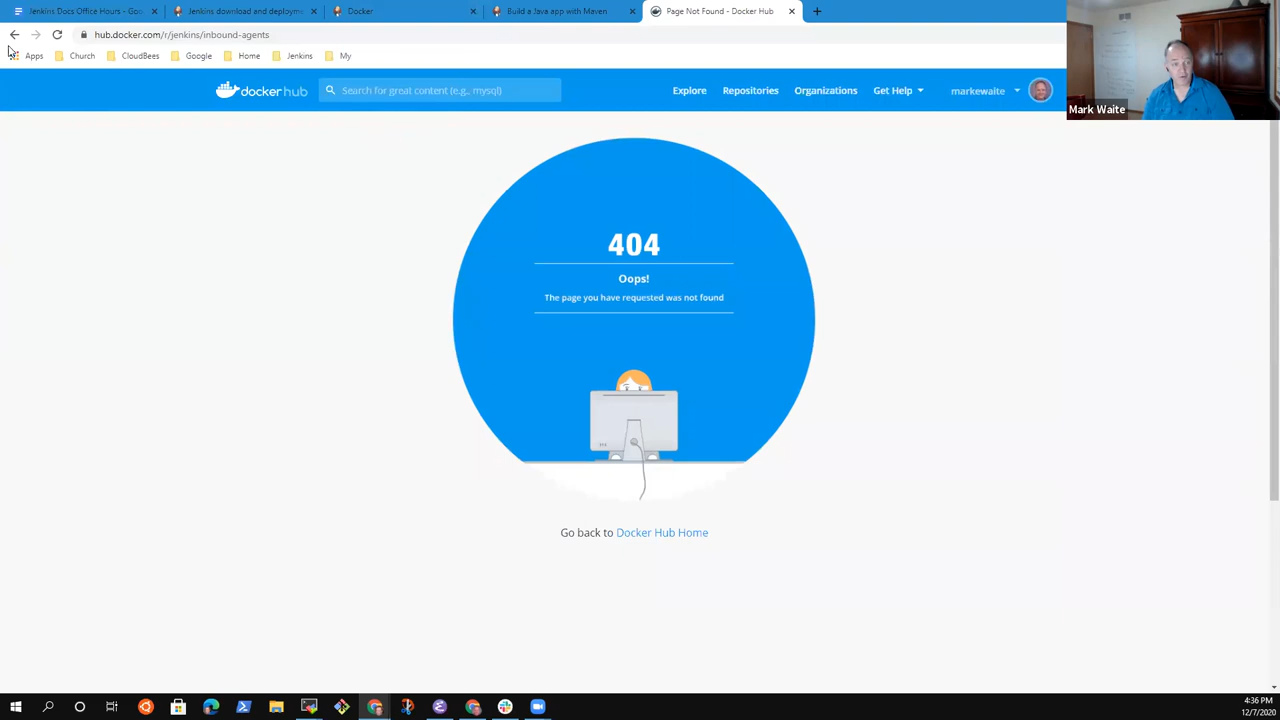 Jenkins Docs Office Hours - Goo
Jenkins download and deployme
Docker
Build a Java app with Maven
Page Not Found - Docker Hub
hub.docker.com/r/jenkins/inbound-agents
Apps
Church
CloudBees
Google
Home
Jenkins
My
dockerhub
Search for great content (e.g., mysql)
Explore
Repositories
Organizations
Get Help
markewaite
Mark Waite
404
Oops!
The page you have requested was not found
Go back to Docker Hub Home
4:36 PM
12/7/2020